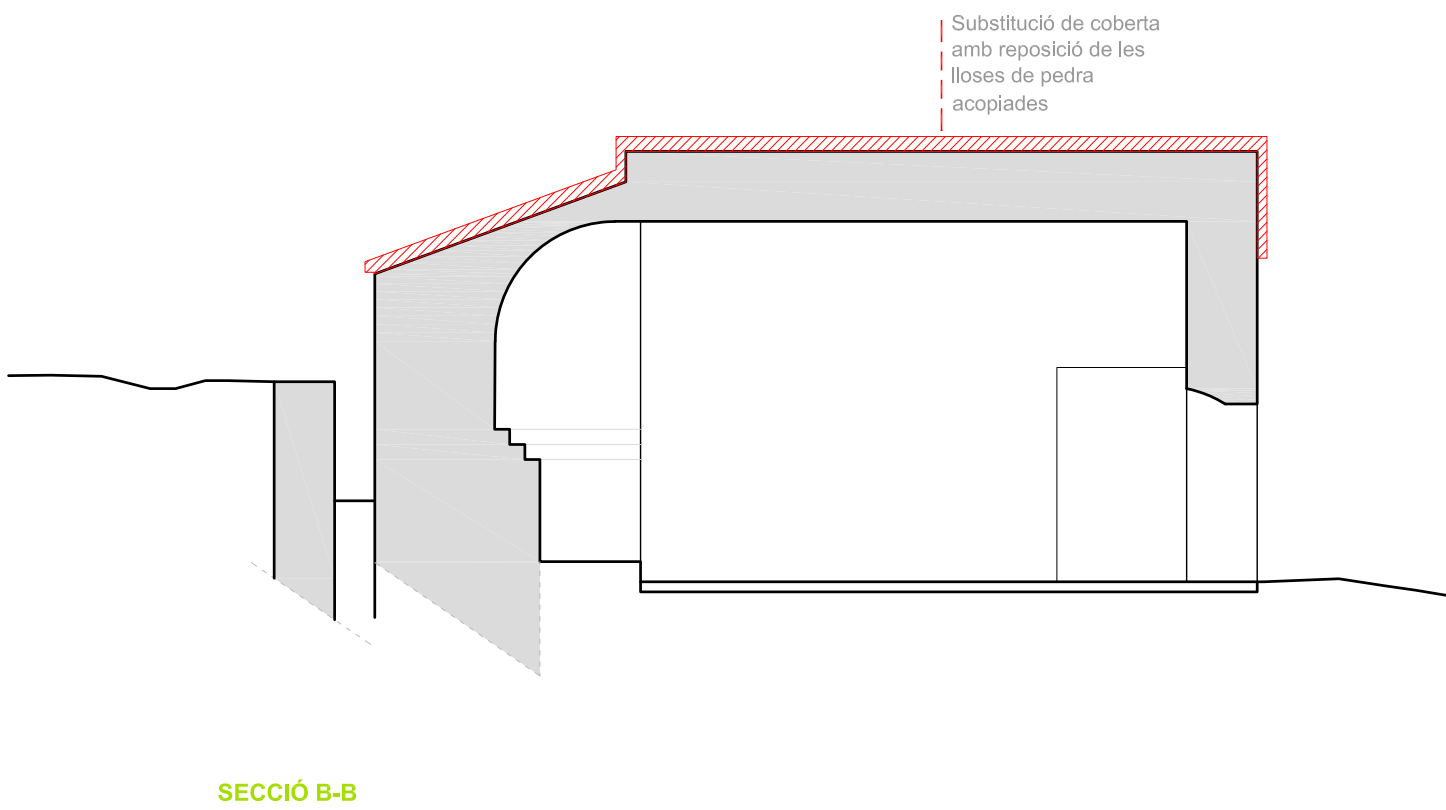 Substitució de coberta
amb reposició de les
lloses de pedra
acopiades
SECCIÓ B-B